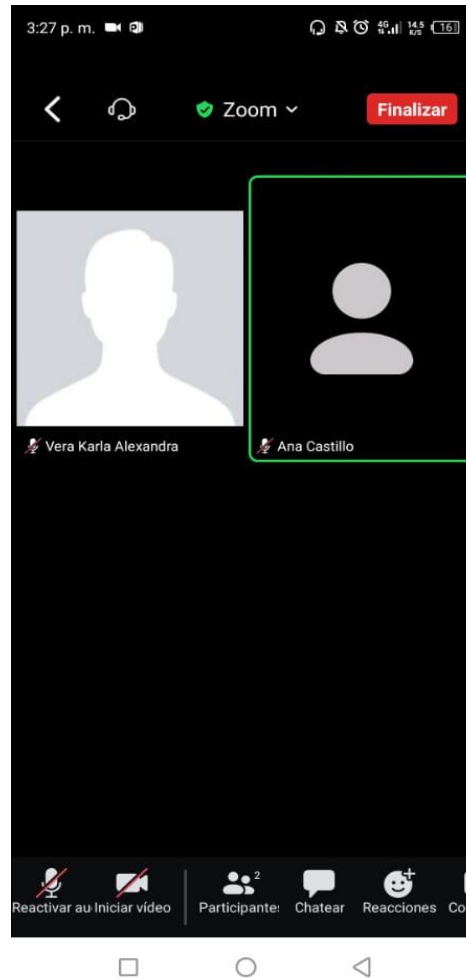 3:27 p. m. 4G 14.5 K/S 16
Zoom Finalizar
Vera Karla Alexandra Ana Castillo
2
Reactivar au Iniciar vídeo Participante Chatear Reacciones Co